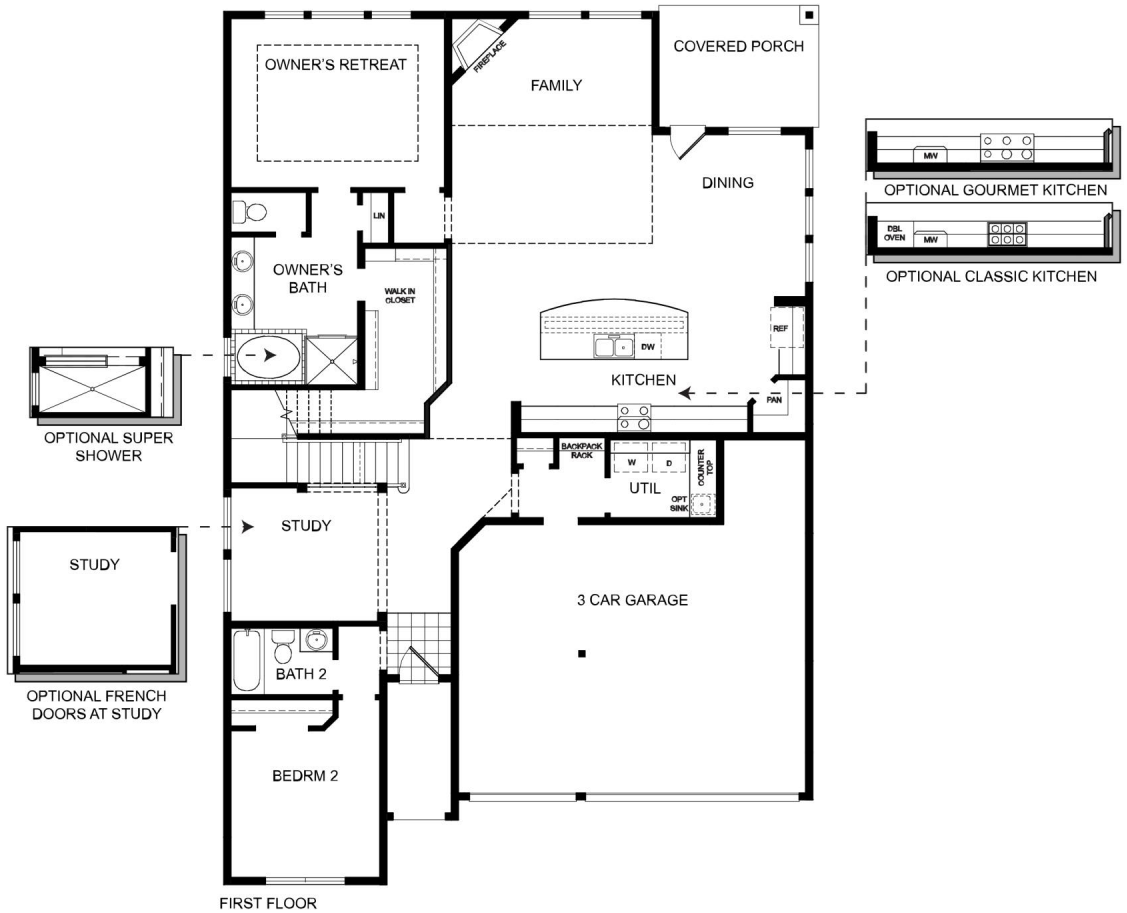 OWNER'S RETREAT
FIREPLACE
FAMILY
COVERED PORCH
DINING
MW
OPTIONAL GOURMET KITCHEN
DBL
OVEN
MW
OPTIONAL CLASSIC KITCHEN
LIN
OWNER'S
BATH
WALK IN
CLOSET
REF
DW
KITCHEN
PAN
OPTIONAL SUPER
SHOWER
BACKPACK
RACK
W
D
COUNTER
TOP
UTIL
OPT
SINK
STUDY
STUDY
OPTIONAL FRENCH
DOORS AT STUDY
3 CAR GARAGE
BATH 2
BEDRM 2
FIRST FLOOR